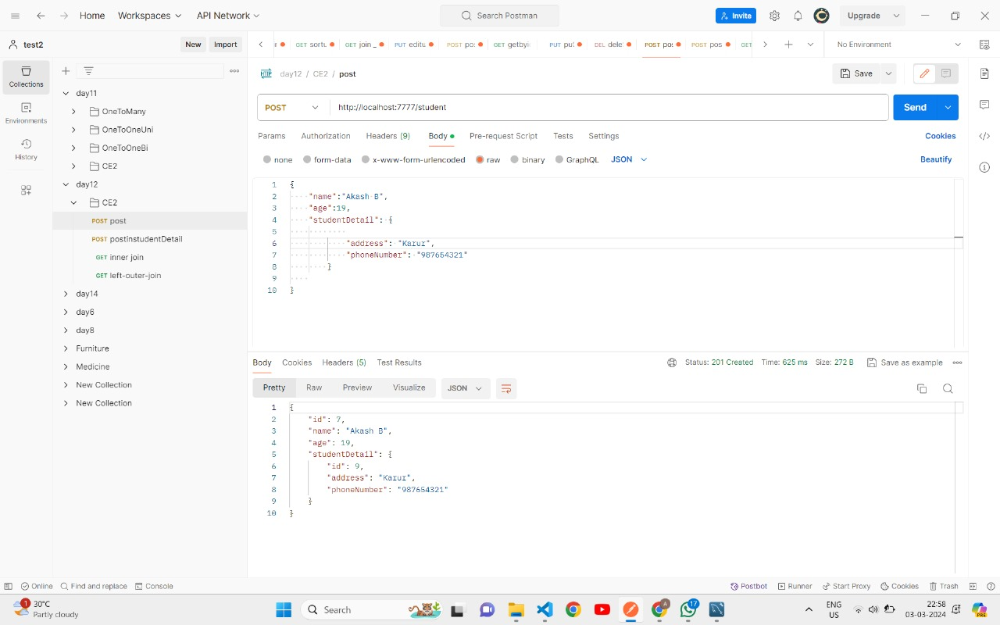 Home Workspaces API Network Search Postman Invite Upgrade
test2 New Import GET sortu GET join _ PUT editu POST po: GET getbyi PUT pu DEL dele POST po: POST pos GET No Environment
Collections
Environments
History
day11
OneToMany
OneToOneUni
OneToOneBi
CE2
day12
CE2
POST post
POST postinstudentDetail
GET inner join
GET left-outer-join
day14
day6
day8
Furniture
Medicine
New Collection
New Collection
HTTP day12 / CE2 / post Save
POST http://localhost:7777/student Send
Params Authorization Headers (9) Body Pre-request Script Tests Settings Cookies
none form-data x-www-form-urlencoded raw binary GraphQL JSON Beautify
1 {
2 "name":"Akash B",
3 "age":19,
4 "studentDetail": {
5
6 "address": "Karur",
7 "phoneNumber": "987654321"
8 }
9
10 }
Body Cookies Headers (5) Test Results Status: 201 Created Time: 625 ms Size: 272 B Save as example
Pretty Raw Preview Visualize JSON
1 {
2 "id": 7,
3 "name": "Akash B",
4 "age": 19,
5 "studentDetail": {
6 "id": 9,
7 "address": "Karur",
8 "phoneNumber": "987654321"
9 }
10 }
Online Find and replace Console Postbot Runner Start Proxy Cookies Trash
1 30°C
Partly cloudy
Search
A
17
ENG
US
22:58
03-03-2024
PRE